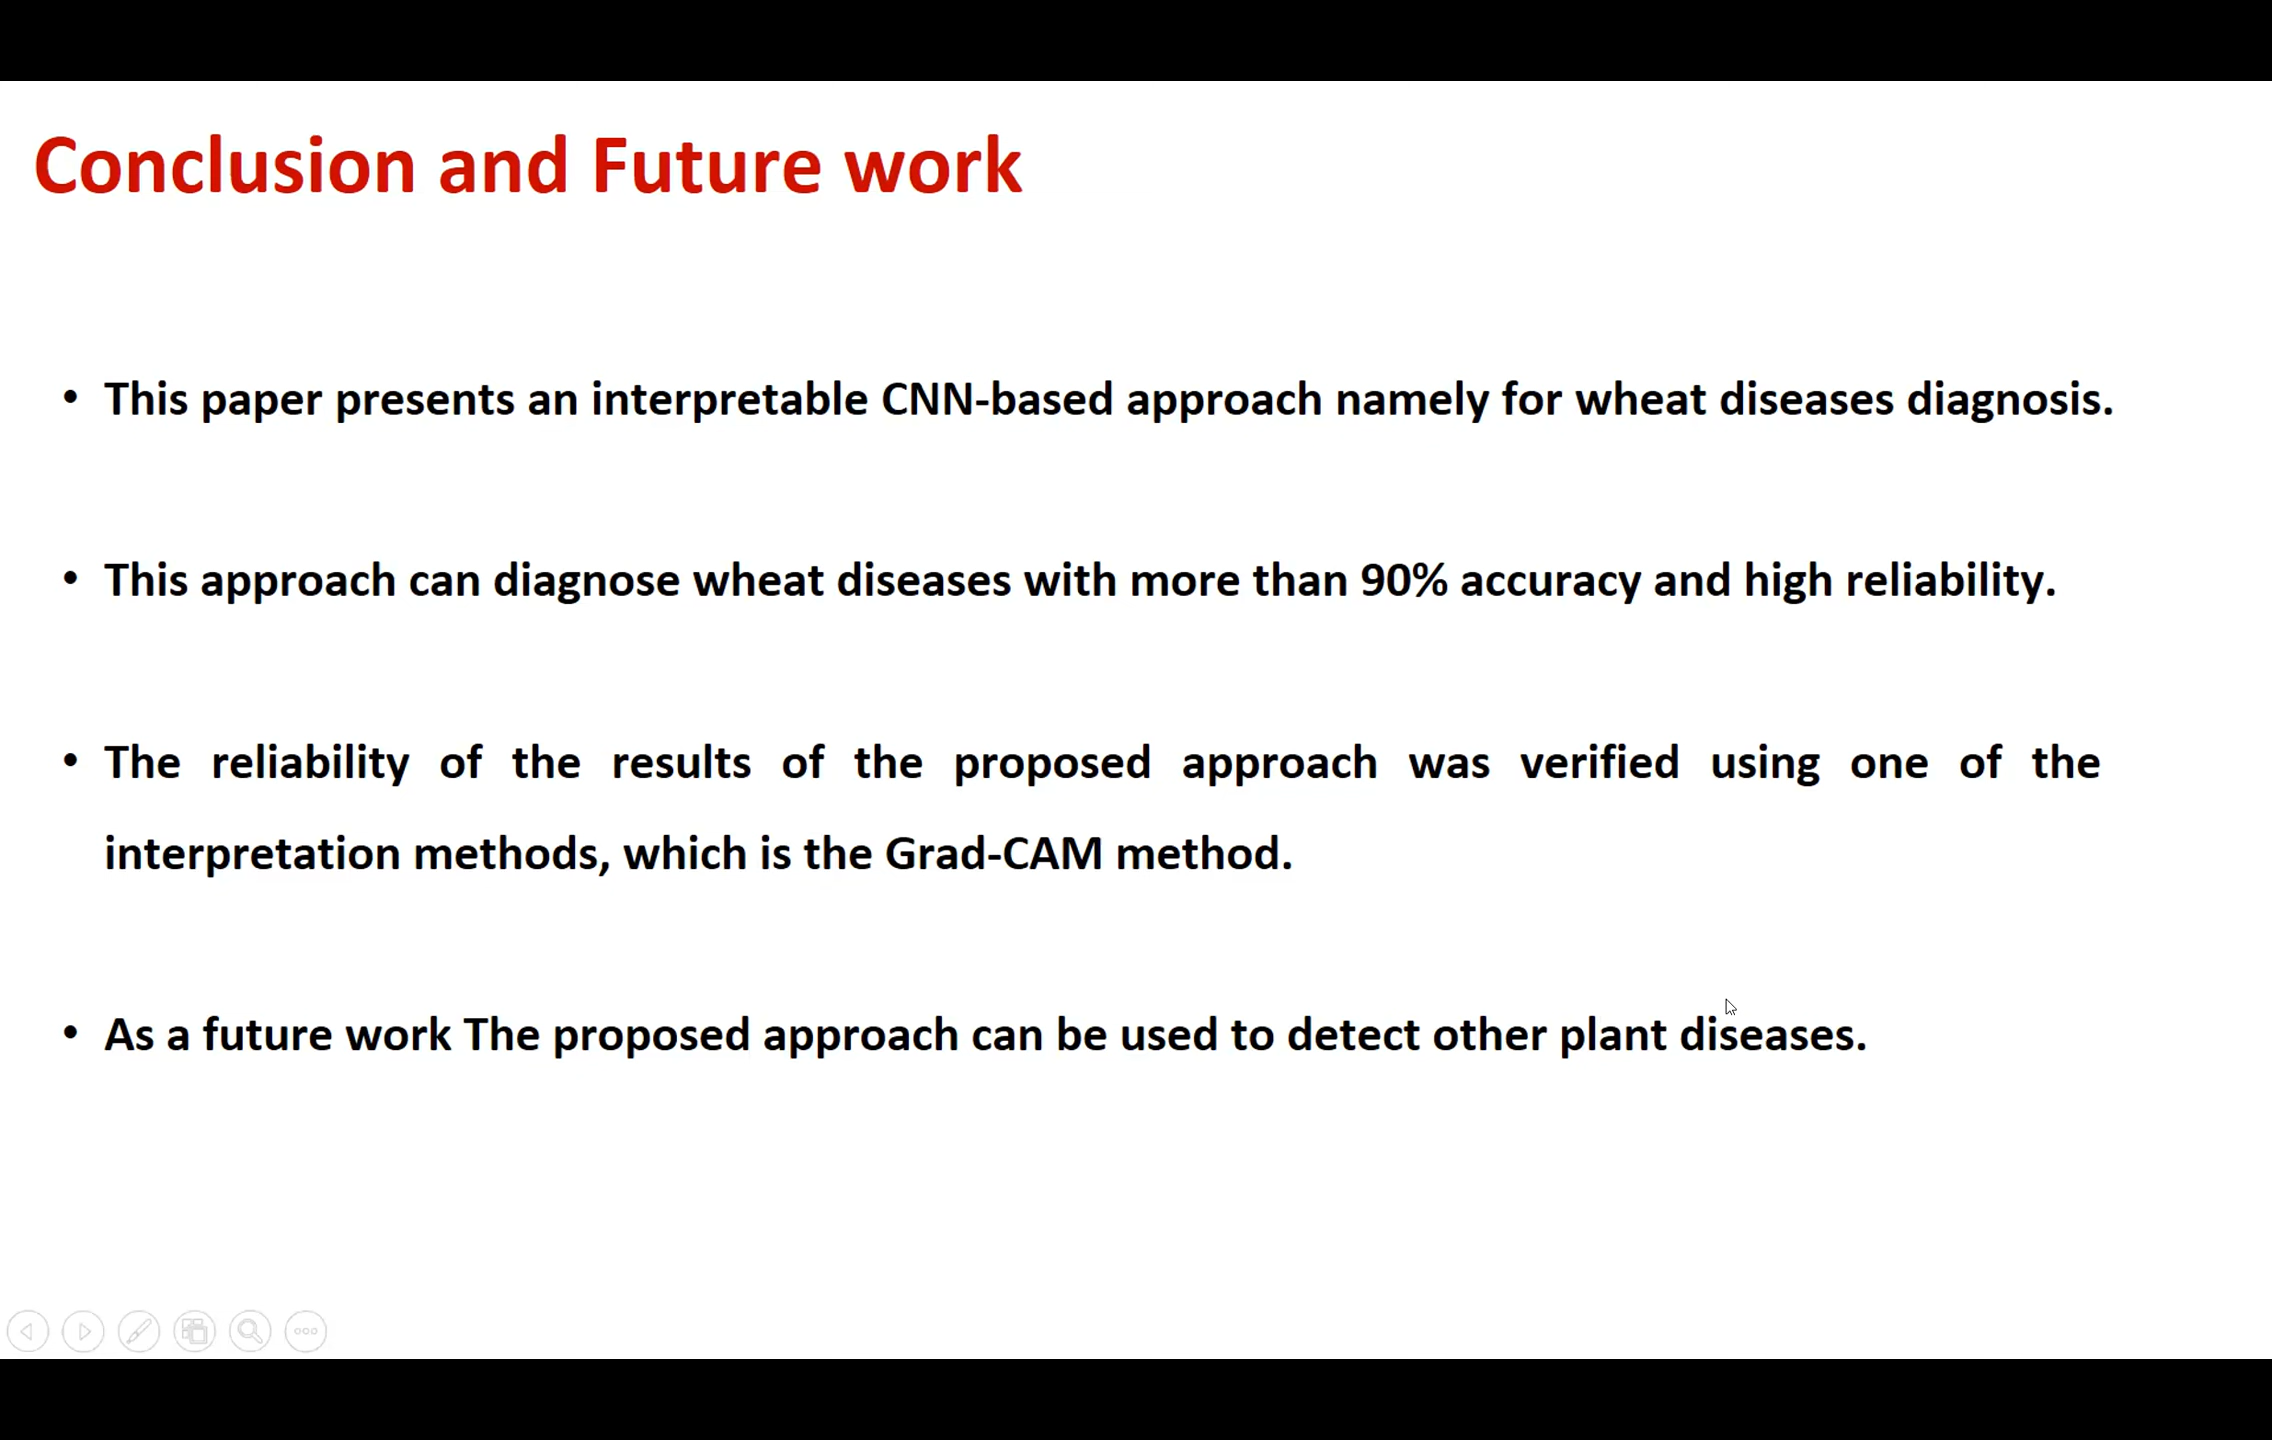 Conclusion and Future work
• This paper presents an interpretable CNN-based approach namely for wheat diseases diagnosis.
• This approach can diagnose wheat diseases with more than 90% accuracy and high reliability.
• The reliability of the results of the proposed approach was verified using one of the
interpretation methods, which is the Grad-CAM method.
• As a future work The proposed approach can be used to detect other plant diseases.